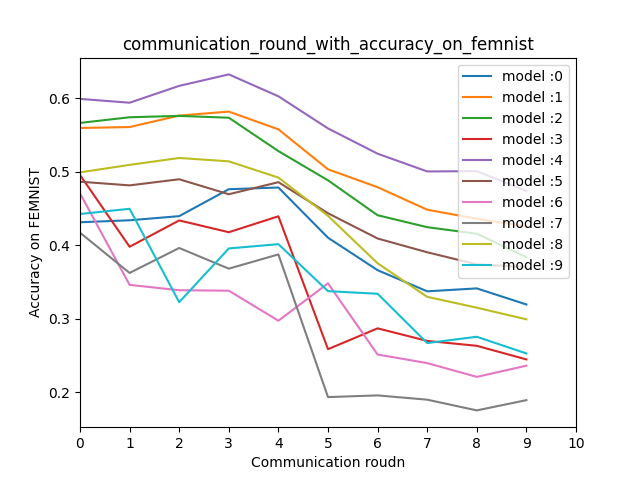 communication_round_with_accuracy_on_femnist
Accuracy on FEMNIST
0.6
0.5
0.4
0.3
0.2
model :0
model :1
model :2
model :3
model :4
model :5
model :6
model :7
model :8
model :9
0 1 2 3 4 5 6 7 8 9 10
Communication roudn